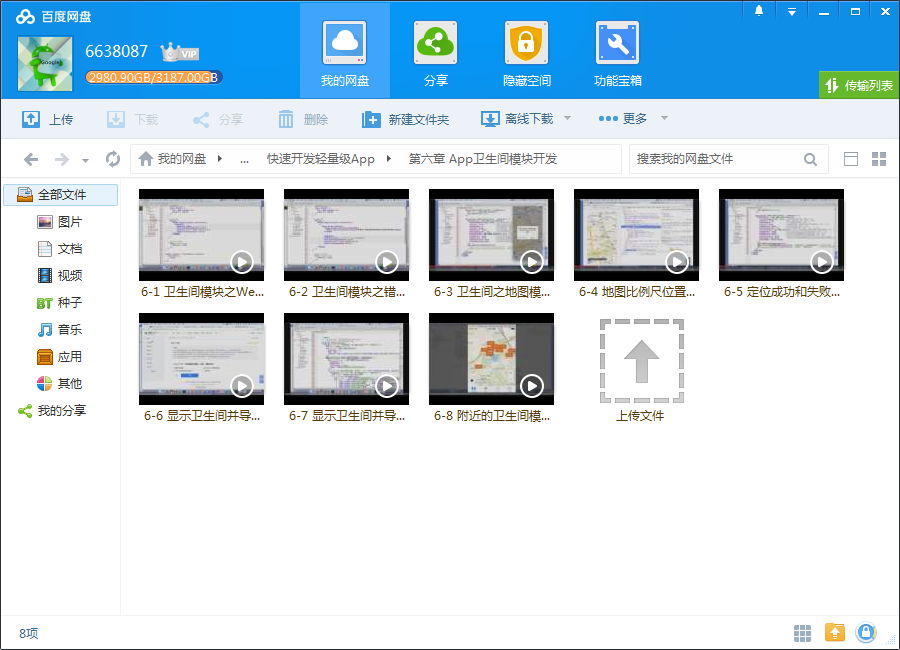 百度网盘
6638087
VIP
2980.90GB/3187.00GB
我的网盘
分享
隐藏空间
功能宝箱
传输列表
上传
下载
分享
删除
新建文件夹
离线下载
更多
我的网盘
...
快速开发轻量级App
第六章 App卫生间模块开发
搜索我的网盘文件
全部文件
图片
文档
视频
BT 种子
音乐
应用
其他
我的分享
6-1 卫生间模块之We...
6-2 卫生间模块之错...
6-3 卫生间之地图模...
6-4 地图比例尺位置...
6-5 定位成功和失败...
6-6 显示卫生间并导...
6-7 显示卫生间并导...
6-8 附近的卫生间模...
上传文件
8项